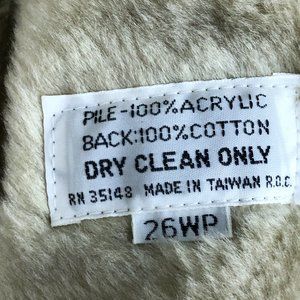 PILE-100%ACRYLIC
BACK:100%COTTON
DRY CLEAN ONLY
RN 35148 MADE IN TAIWAN R.O.C.
26WP